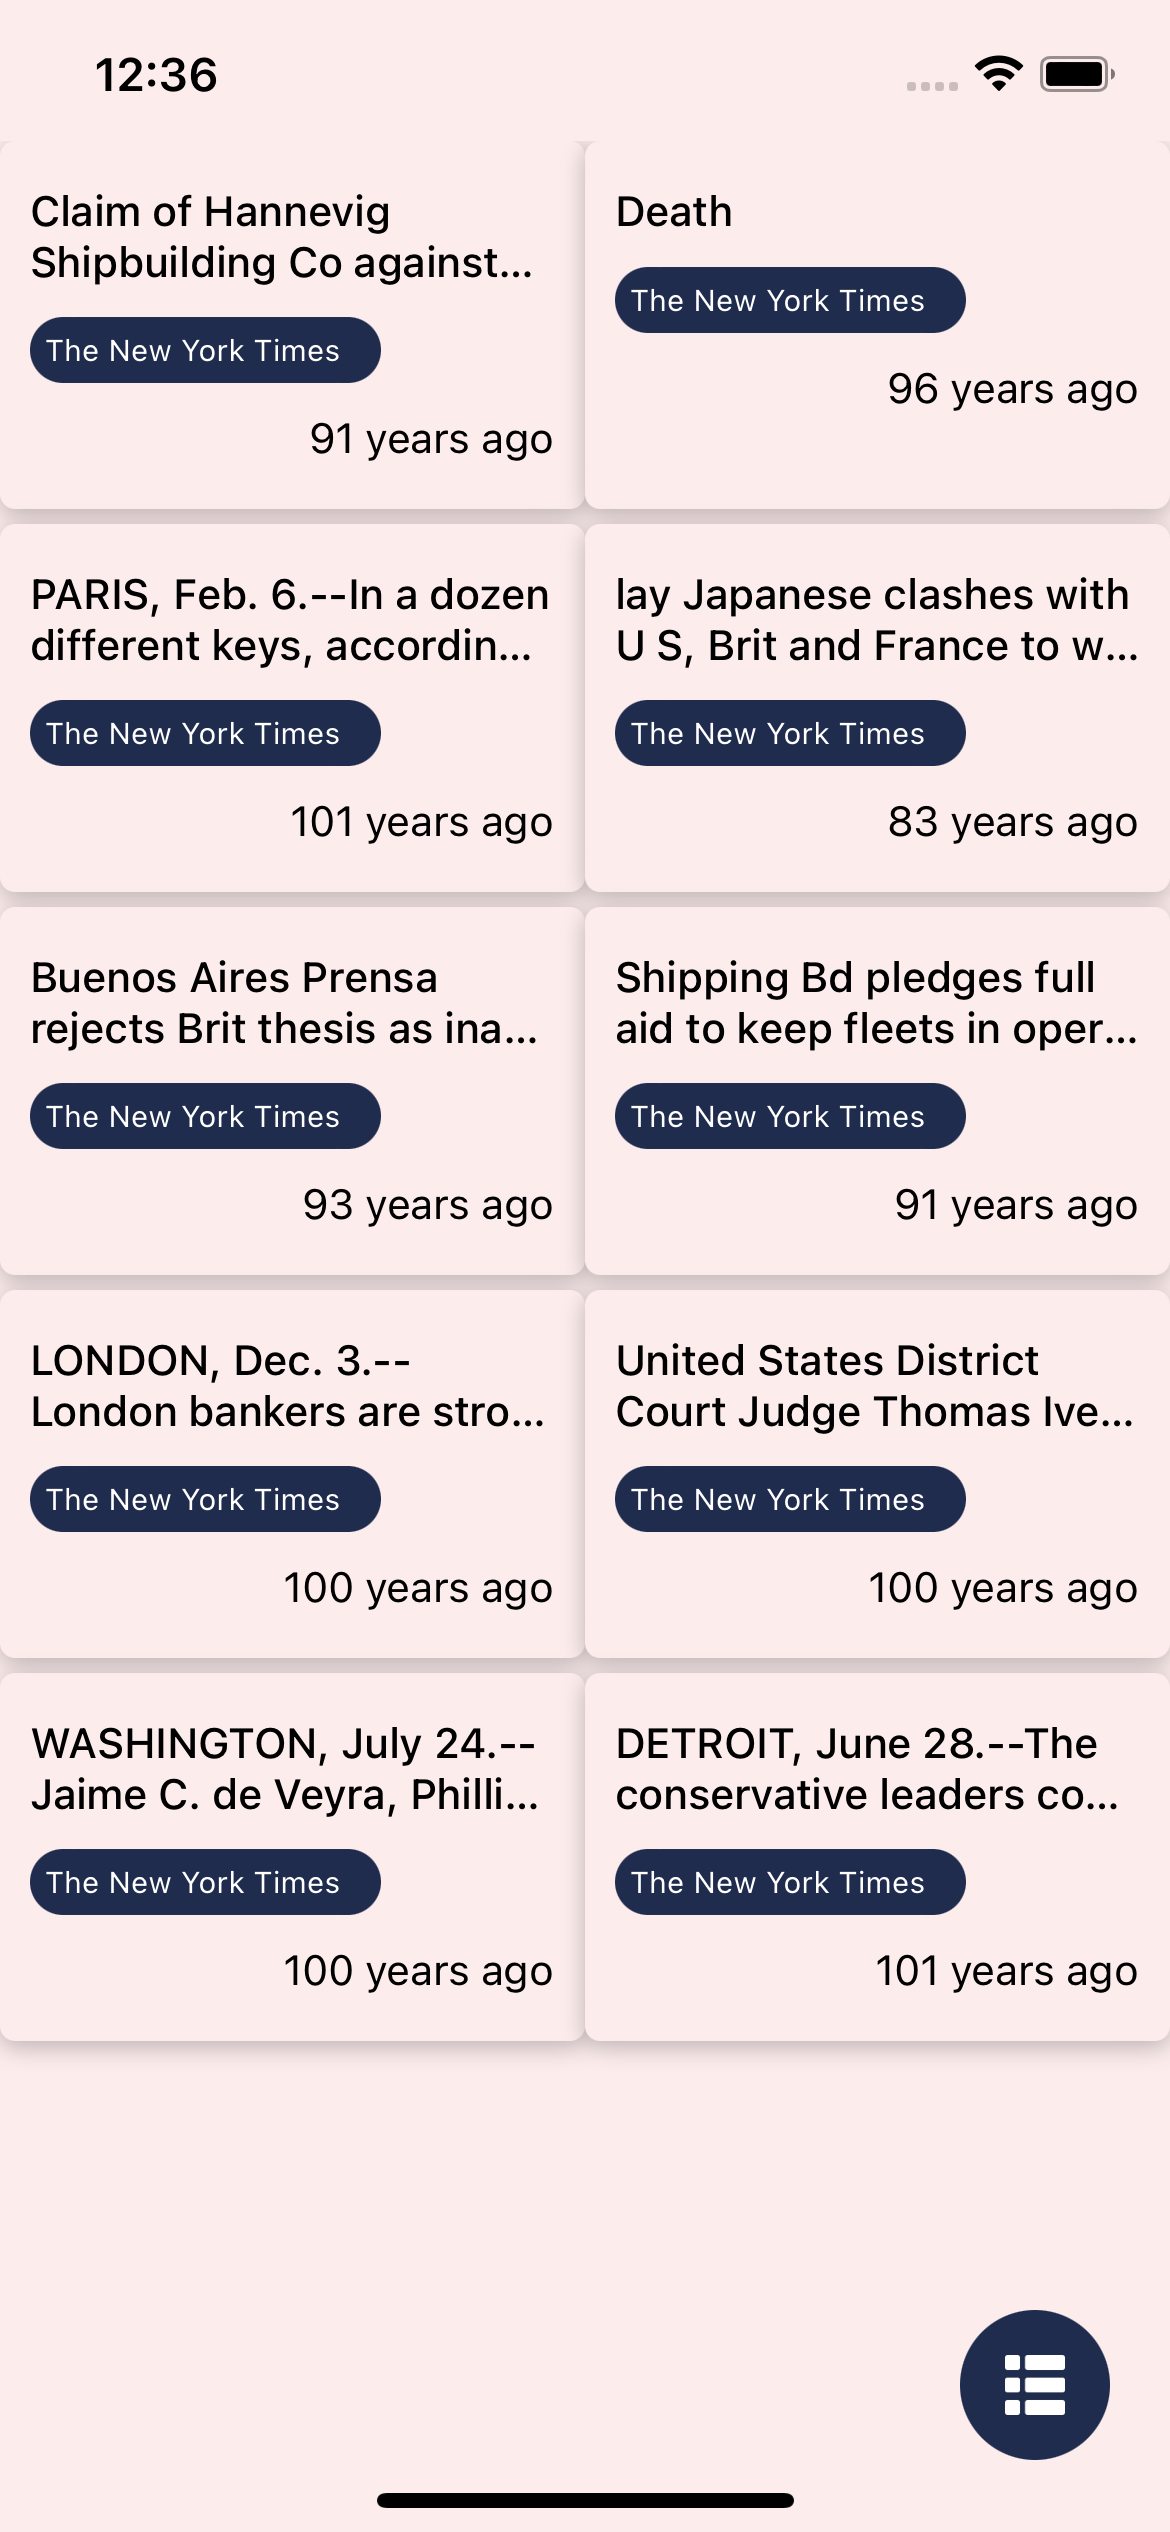 12:36
Claim of Hannevig
Shipbuilding Co against...
The New York Times
91 years ago
Death
The New York Times
96 years ago
PARIS, Feb. 6.--In a dozen
different keys, accordin...
The New York Times
101 years ago
lay Japanese clashes with
U S, Brit and France to w...
The New York Times
83 years ago
Buenos Aires Prensa
rejects Brit thesis as ina...
The New York Times
93 years ago
Shipping Bd pledges full
aid to keep fleets in oper...
The New York Times
91 years ago
LONDON, Dec. 3.--
London bankers are stro...
The New York Times
100 years ago
United States District
Court Judge Thomas Ive...
The New York Times
100 years ago
WASHINGTON, July 24.--
Jaime C. de Veyra, Philli...
The New York Times
100 years ago
DETROIT, June 28.--The
conservative leaders co...
The New York Times
101 years ago